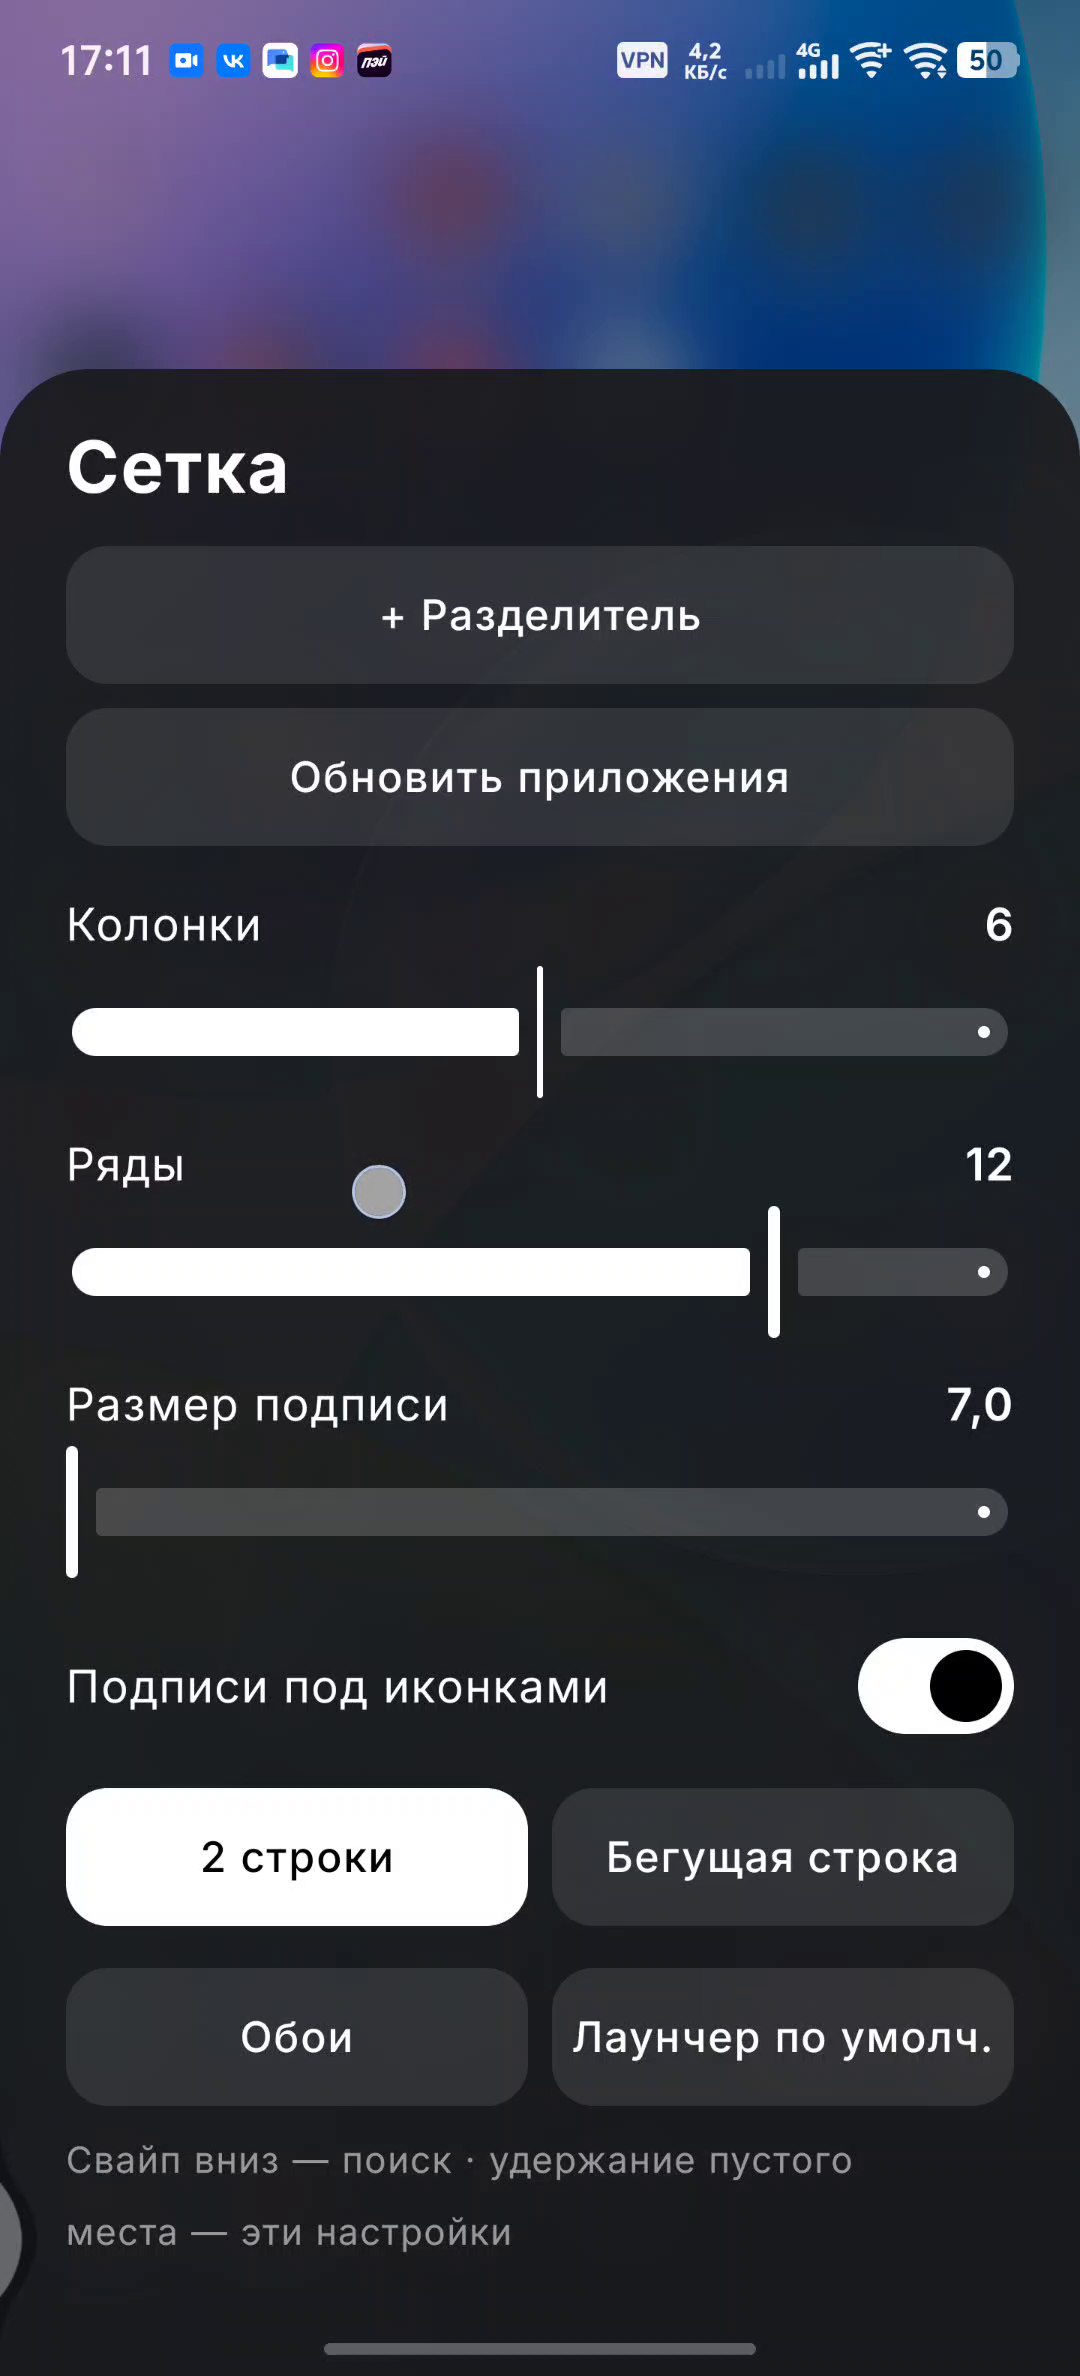 17:11
пэй
VPN
4,2
КБ/с
4G
50
Сетка
+ Разделитель
Обновить приложения
Колонки 6
Ряды 12
Размер подписи 7,0
Подписи под иконками
2 строки
Бегущая строка
Обои
Лаунчер по умолч.
Свайп вниз — поиск · удержание пустого
места — эти настройки